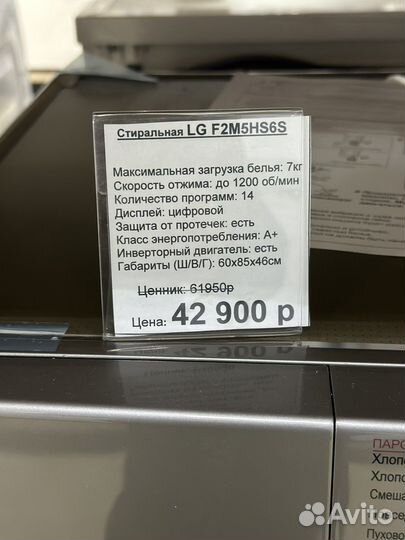 Стиральная LG F2M5HS6S
Максимальная загрузка белья: 7кг
Скорость отжима: до 1200 об/мин
Количество программ: 14
Дисплей: цифровой
Защита от протечек: есть
Класс энергопотребления: А+
Инверторный двигатель: есть
Габариты (Ш/В/Г): 60х85х46см
Ценник: 61950р
Цена: 42 900 р
ПАРО
Хлопо
Хлопо
Смеша
Пухово
Avito